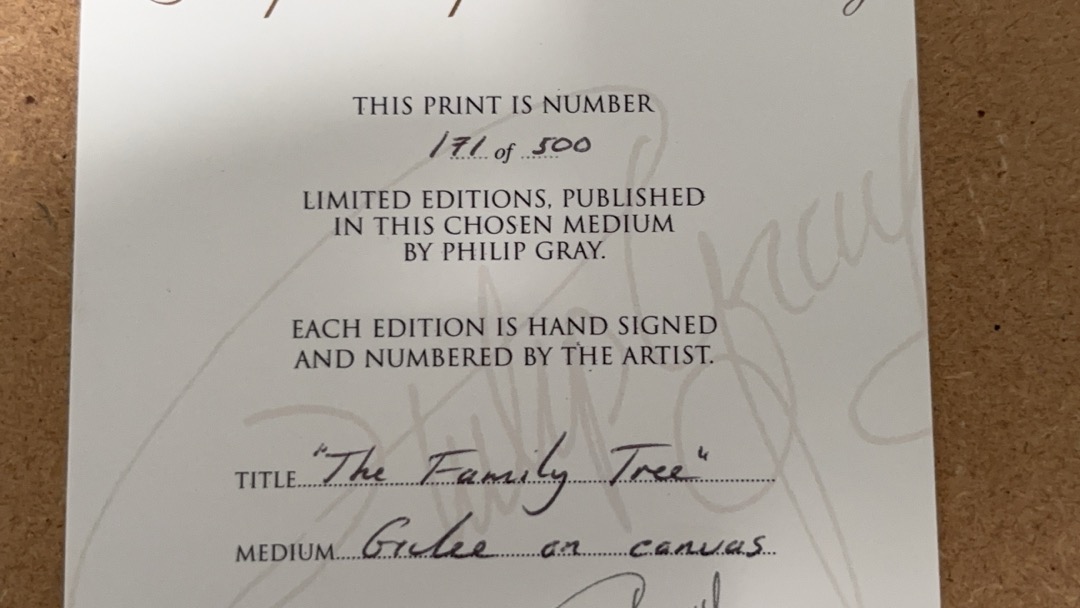 THIS PRINT IS NUMBER
171 of 500
LIMITED EDITIONS, PUBLISHED
IN THIS CHOSEN MEDIUM
BY PHILIP GRAY.
EACH EDITION IS HAND SIGNED
AND NUMBERED BY THE ARTIST.
TITLE "The Family Tree"
MEDIUM Giclee on canvas